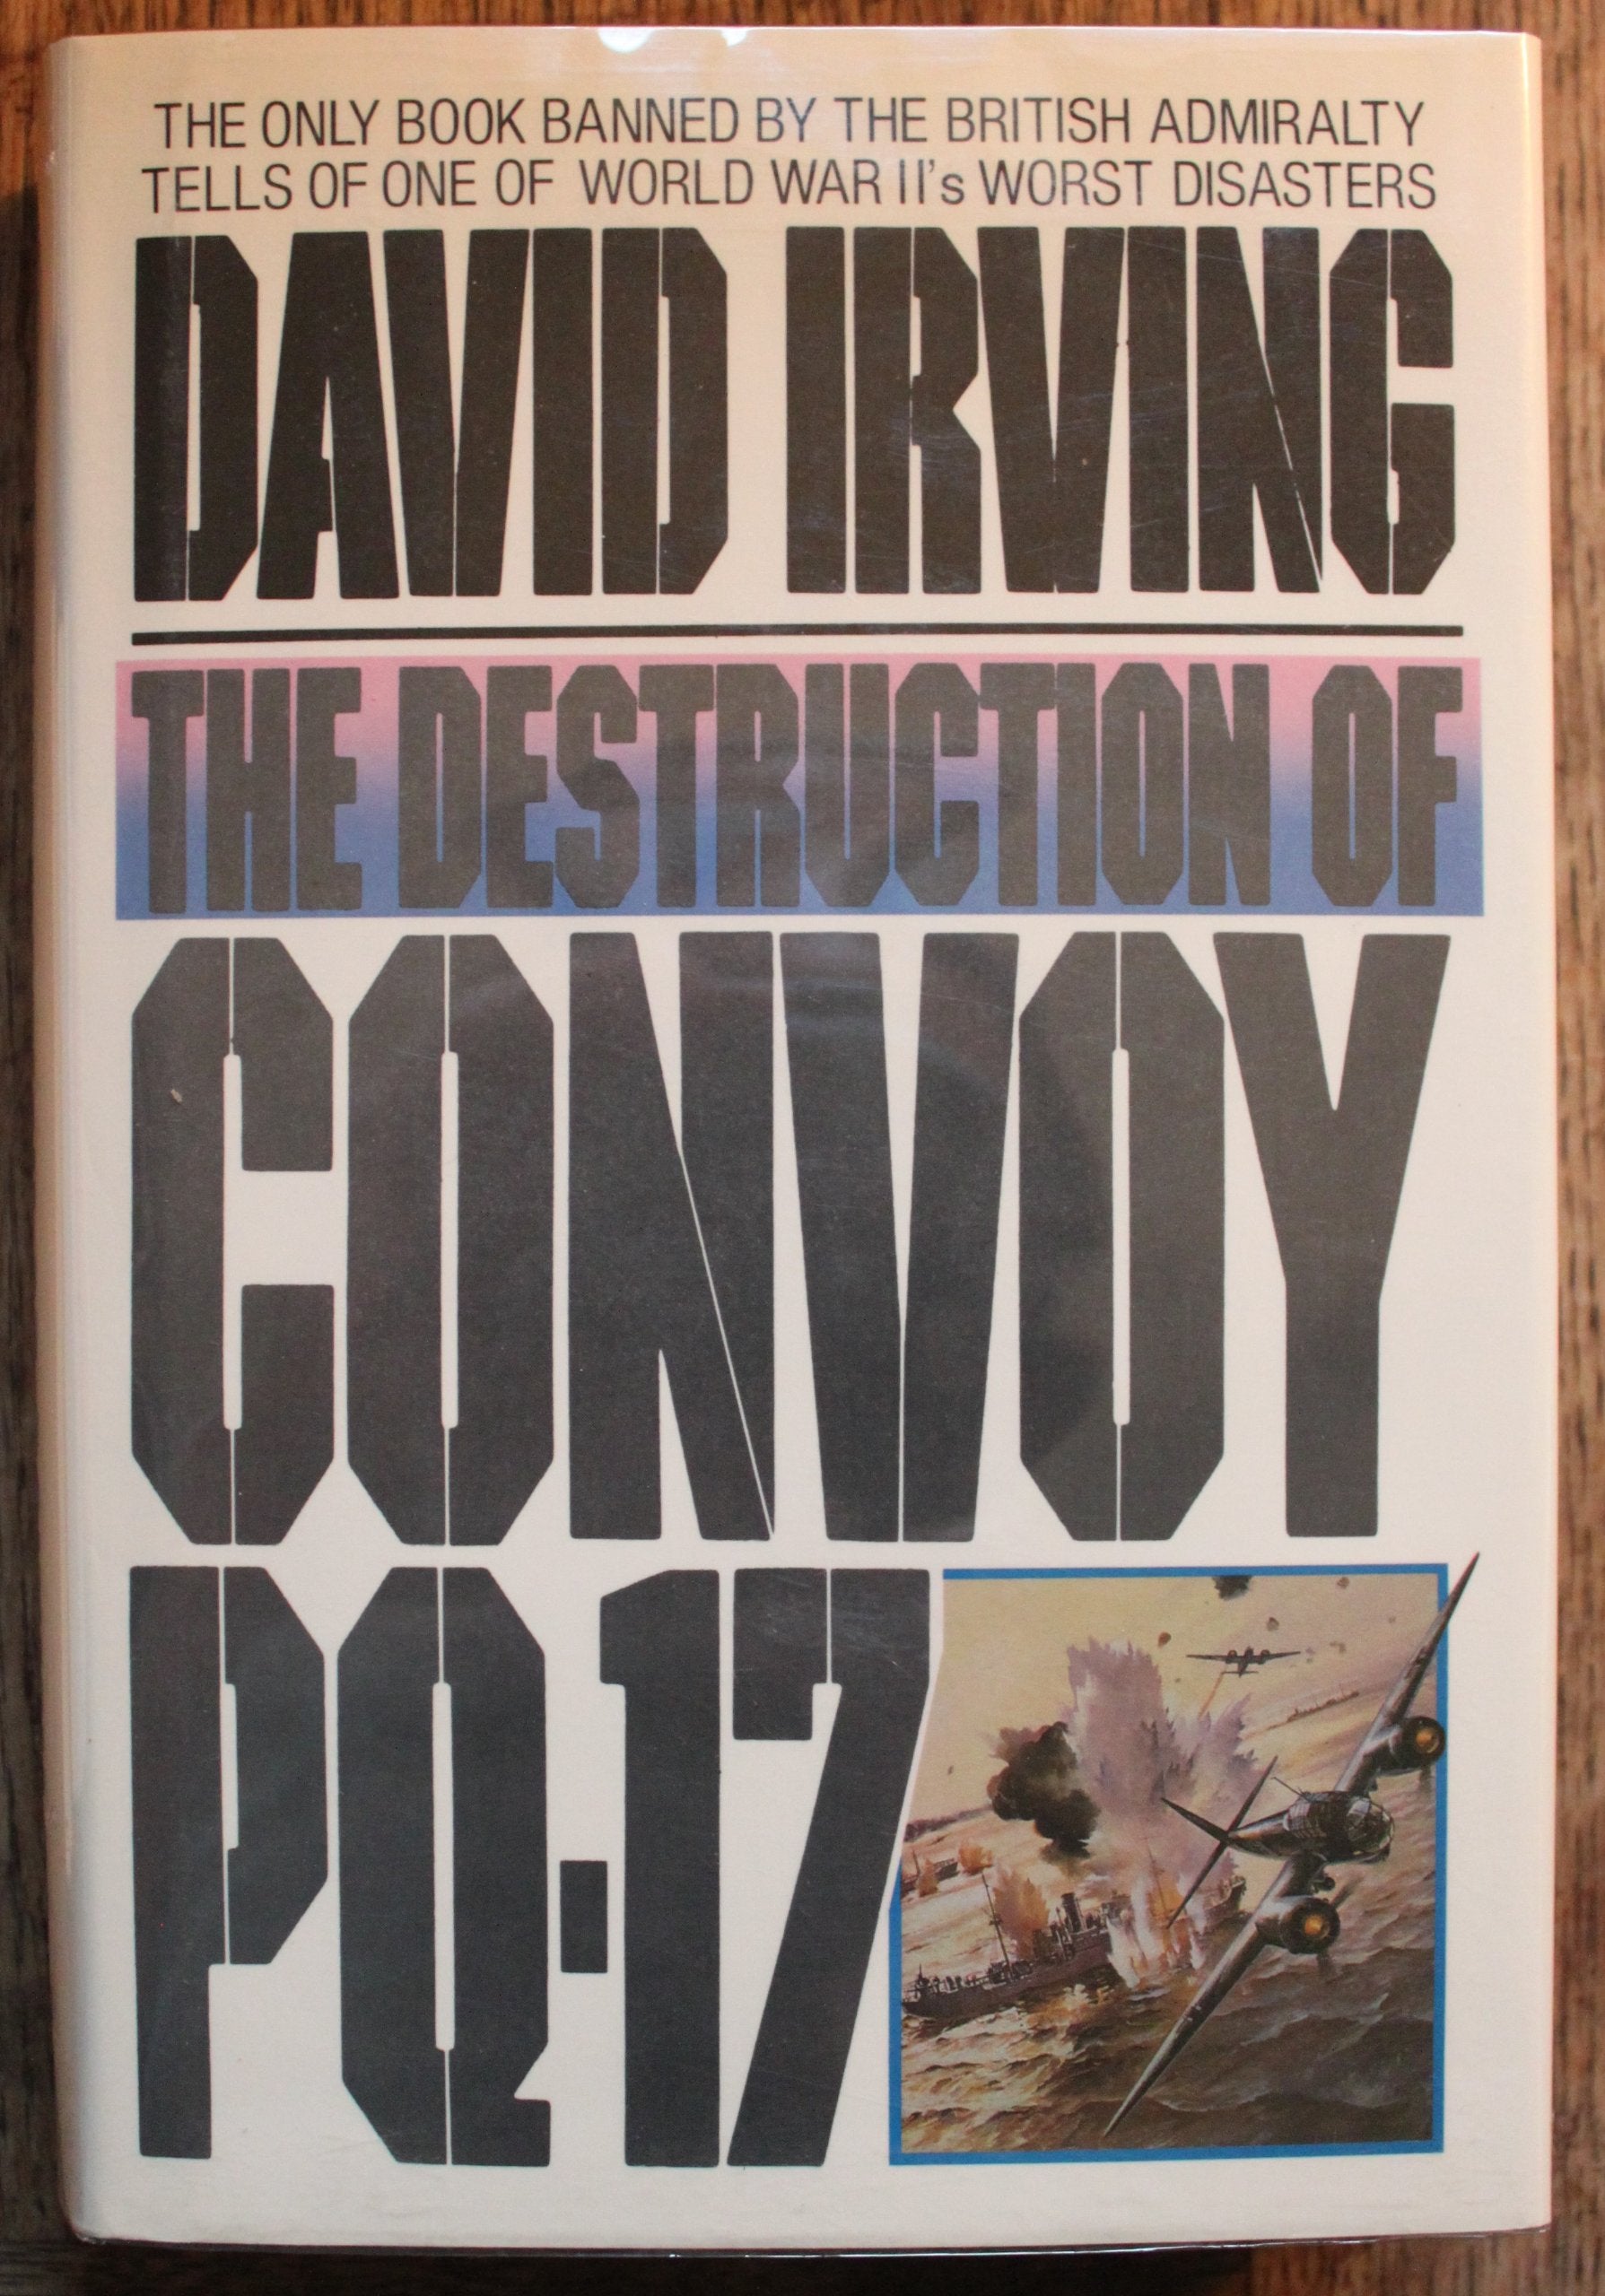 THE ONLY BOOK BANNED BY THE BRITISH ADMIRALTY
TELLS OF ONE OF WORLD WAR II's WORST DISASTERS
DAVID IRVING
THE DESTRUCTION OF
CONVOY
PQ-17